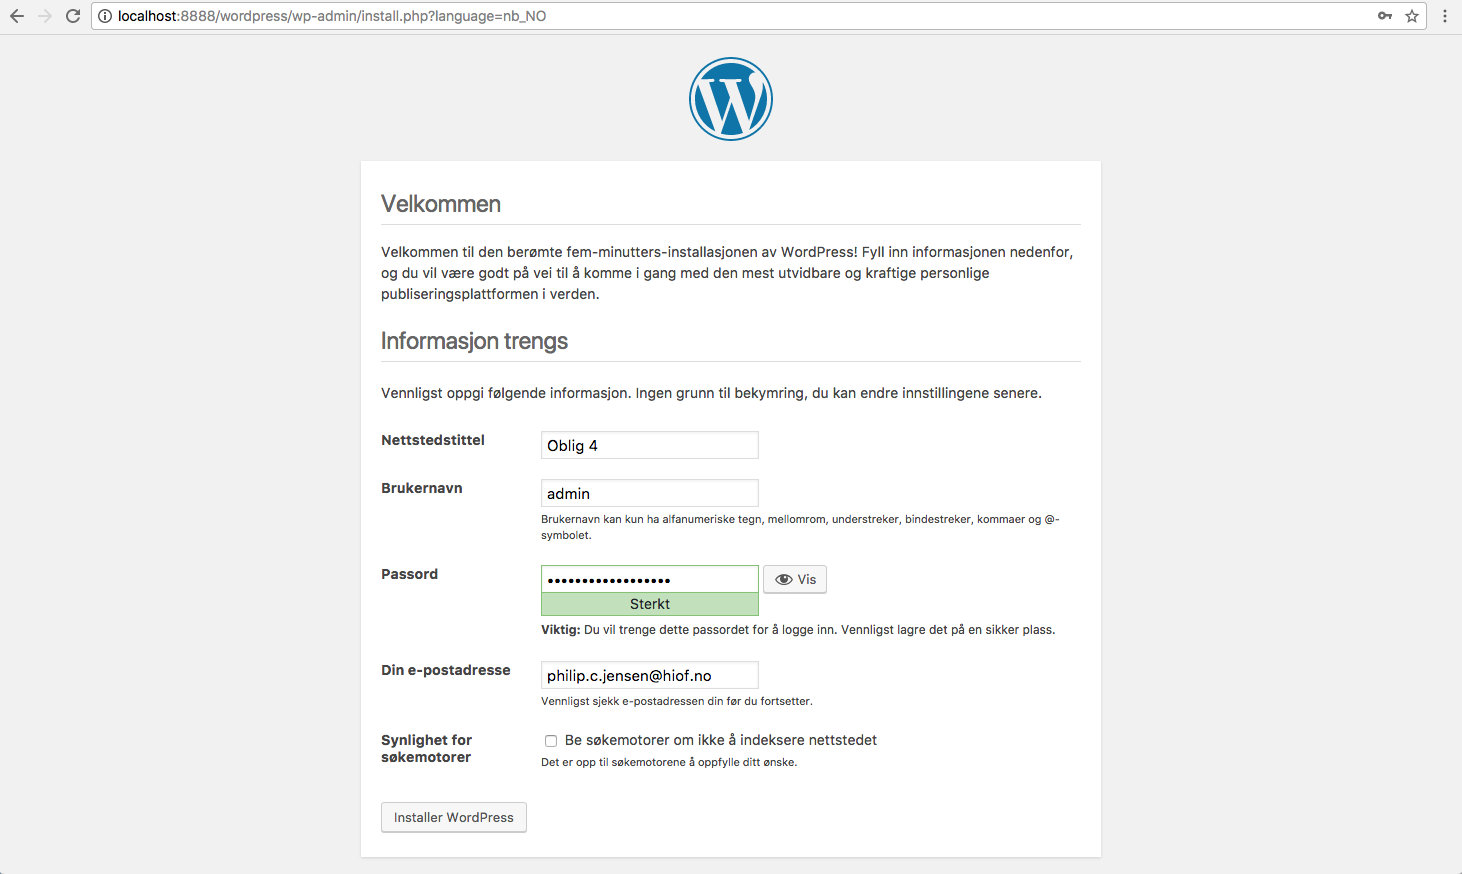 localhost:8888/wordpress/wp-admin/install.php?language=nb_NO
Velkommen
Velkommen til den berømte fem-minutters-installasjonen av WordPress! Fyll inn informasjonen nedenfor,
og du vil være godt på vei til å komme i gang med den mest utvidbare og kraftige personlige
publiseringsplattformen i verden.
Informasjon trengs
Vennligst oppgi følgende informasjon. Ingen grunn til bekymring, du kan endre innstillingene senere.
Nettstedstittel
Oblig 4
Brukernavn
admin
Brukernavn kan kun ha alfanumeriske tegn, mellomrom, understreker, bindestreker, kommaer og @-
symbolet.
Passord
••••••••••••••••••
Vis
Sterkt
Viktig: Du vil trenge dette passordet for å logge inn. Vennligst lagre det på en sikker plass.
Din e-postadresse
philip.c.jensen@hiof.no
Vennligst sjekk e-postadressen din før du fortsetter.
Synlighet for
søkemotorer
Be søkemotorer om ikke å indeksere nettstedet
Det er opp til søkemotorene å oppfylle ditt ønske.
Installer WordPress